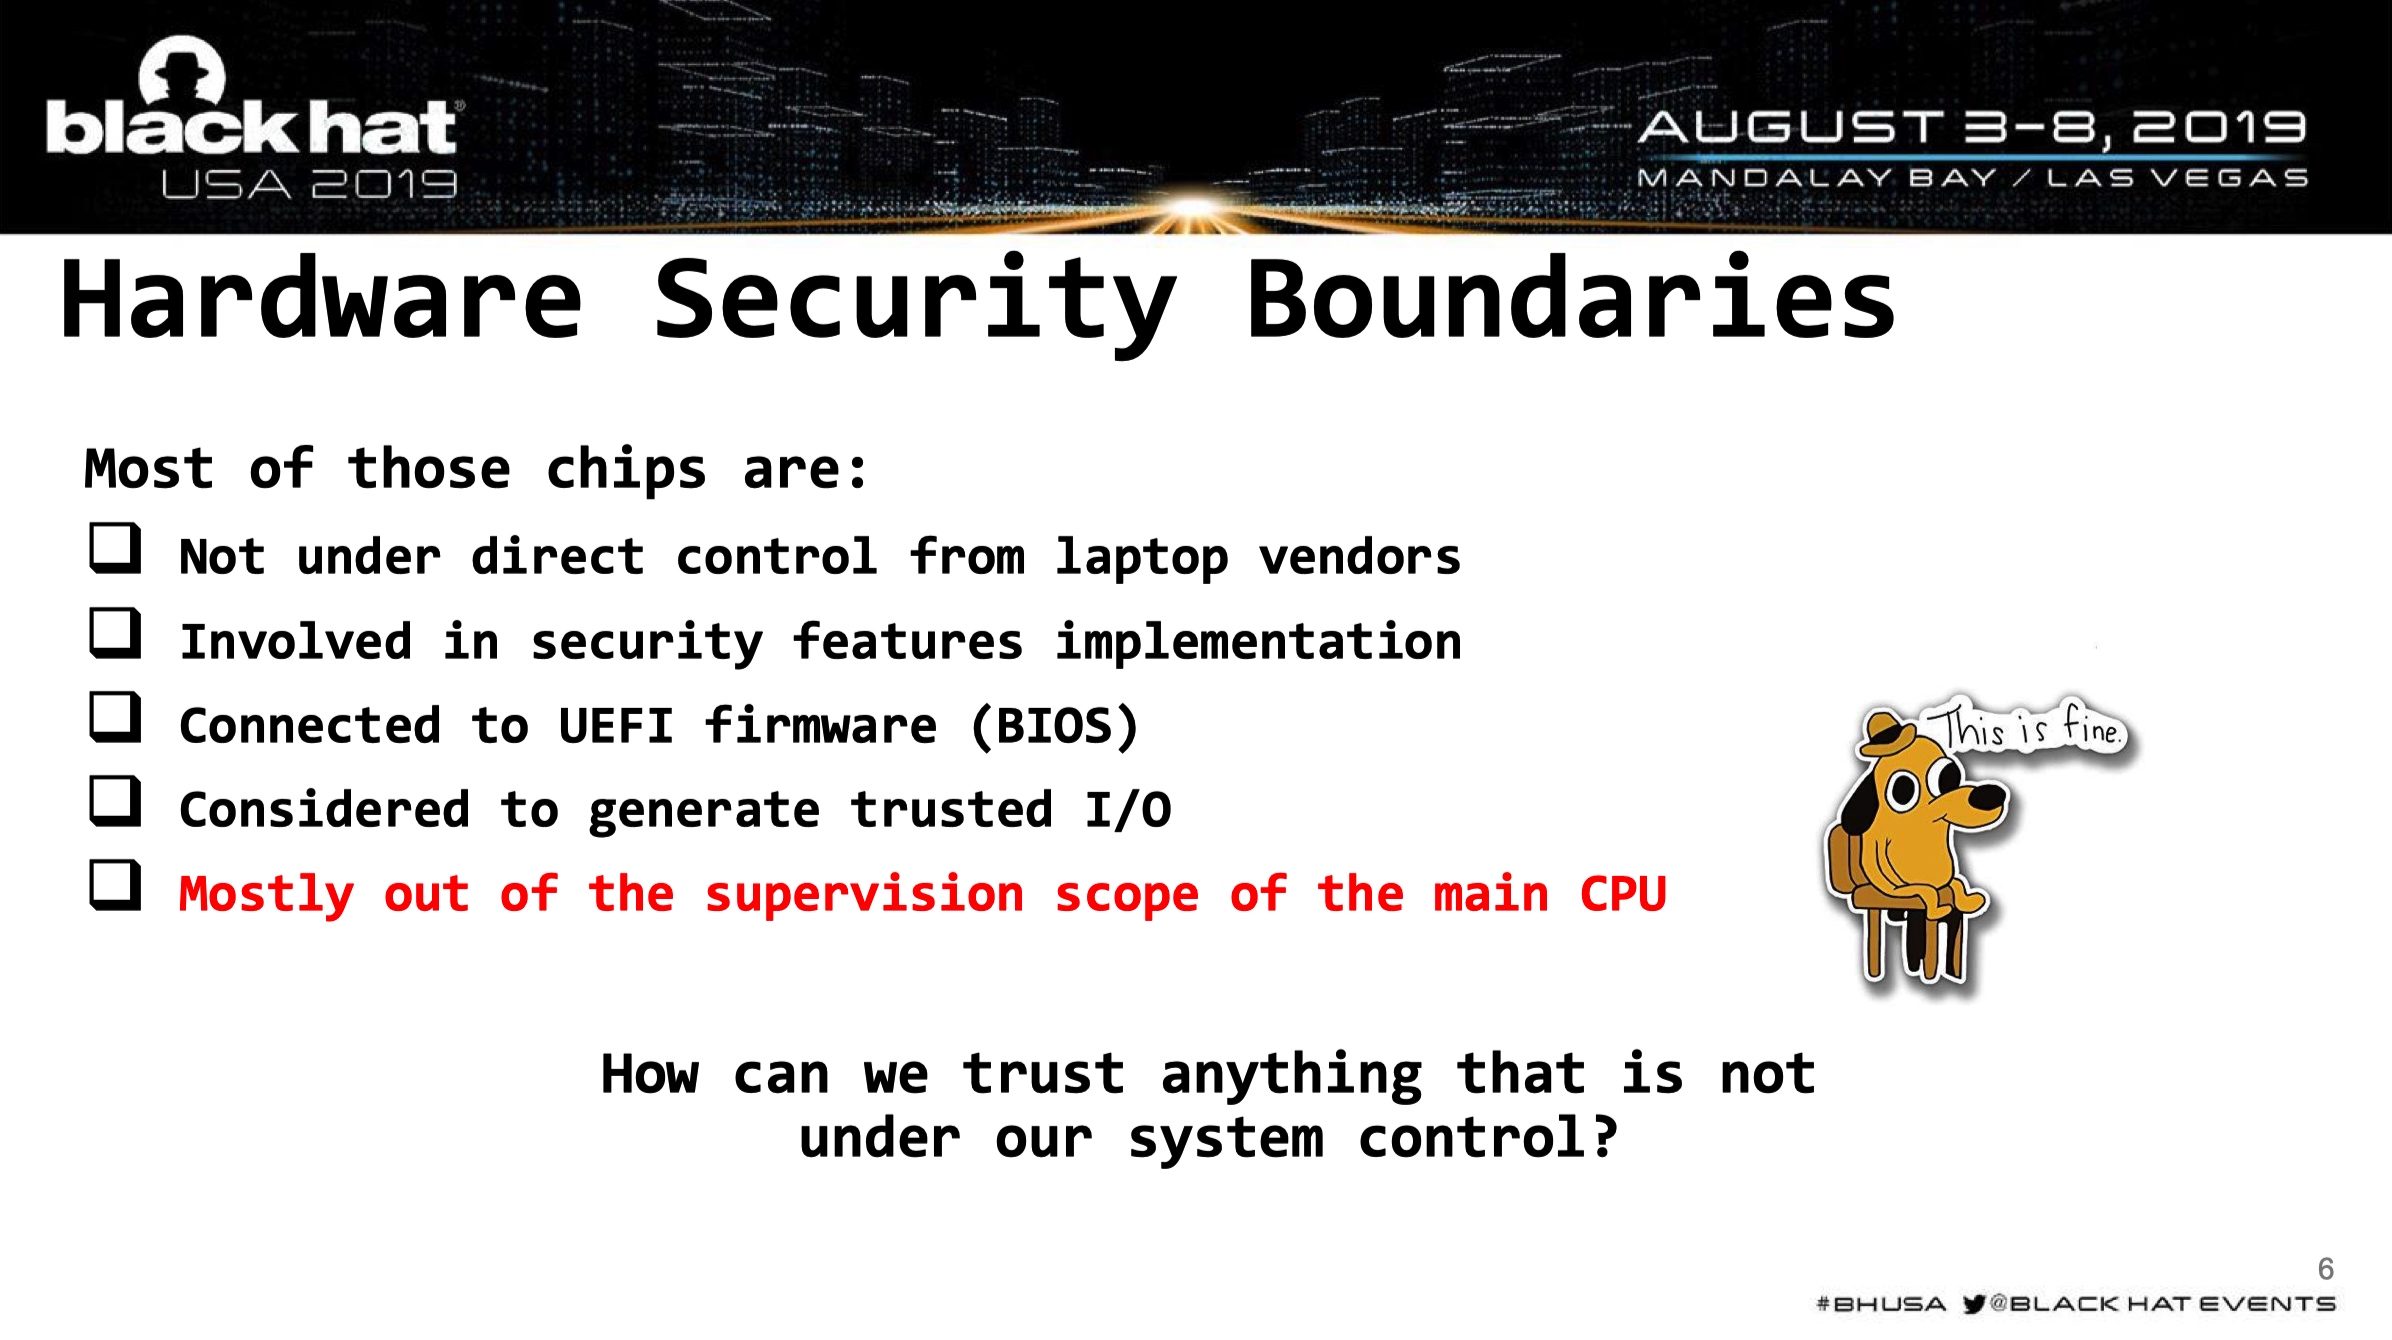 black hat®
USA 2019
AUGUST 3-8, 2019
MANDALAY BAY / LAS VEGAS
Hardware Security Boundaries
Most of those chips are:
Not under direct control from laptop vendors
Involved in security features implementation
Connected to UEFI firmware (BIOS)
Considered to generate trusted I/O
Mostly out of the supervision scope of the main CPU
This is fine.
How can we trust anything that is not
under our system control?
6
#BHUSA @BLACK HAT EVENTS